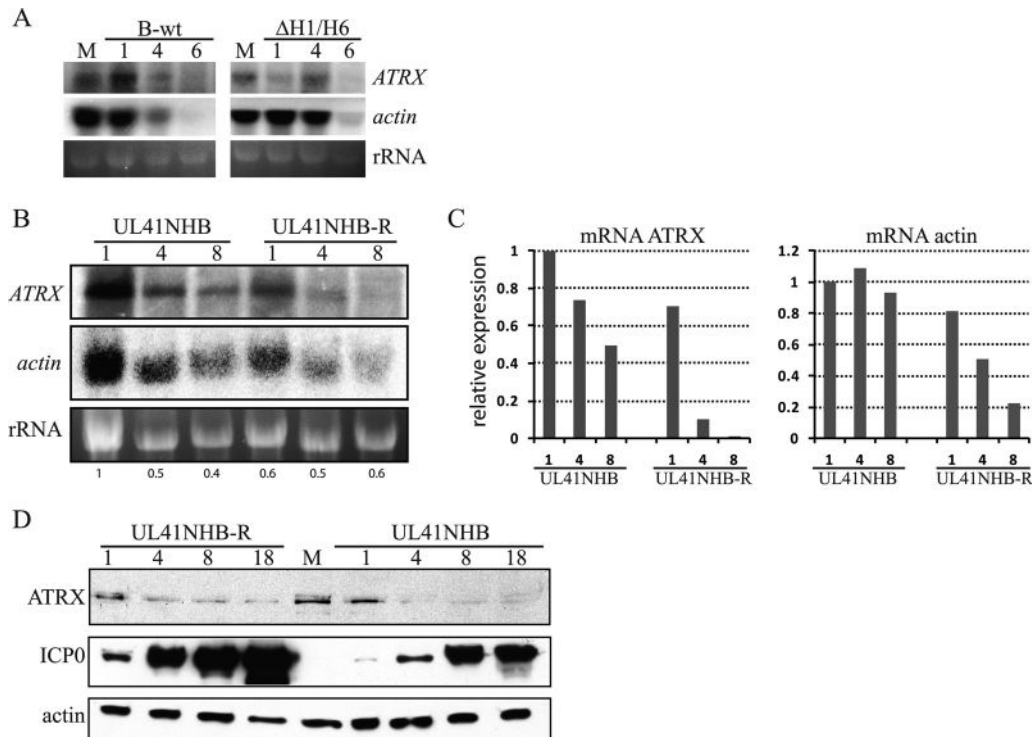 A
B-wt
ΔH1/H6
M 1 4 6 M 1 4 6
ATRX
actin
rRNA
B
UL41NHB UL41NHB-R
1 4 8 1 4 8
ATRX
actin
rRNA
1 0.5 0.4 0.6 0.5 0.6
C
mRNA ATRX
relative expression
1
0.8
0.6
0.4
0.2
0
1 4 8 1 4 8
UL41NHB UL41NHB-R
mRNA actin
1.2
1
0.8
0.6
0.4
0.2
0
1 4 8 1 4 8
UL41NHB UL41NHB-R
D
UL41NHB-R UL41NHB
1 4 8 18 M 1 4 8 18
ATRX
ICP0
actin